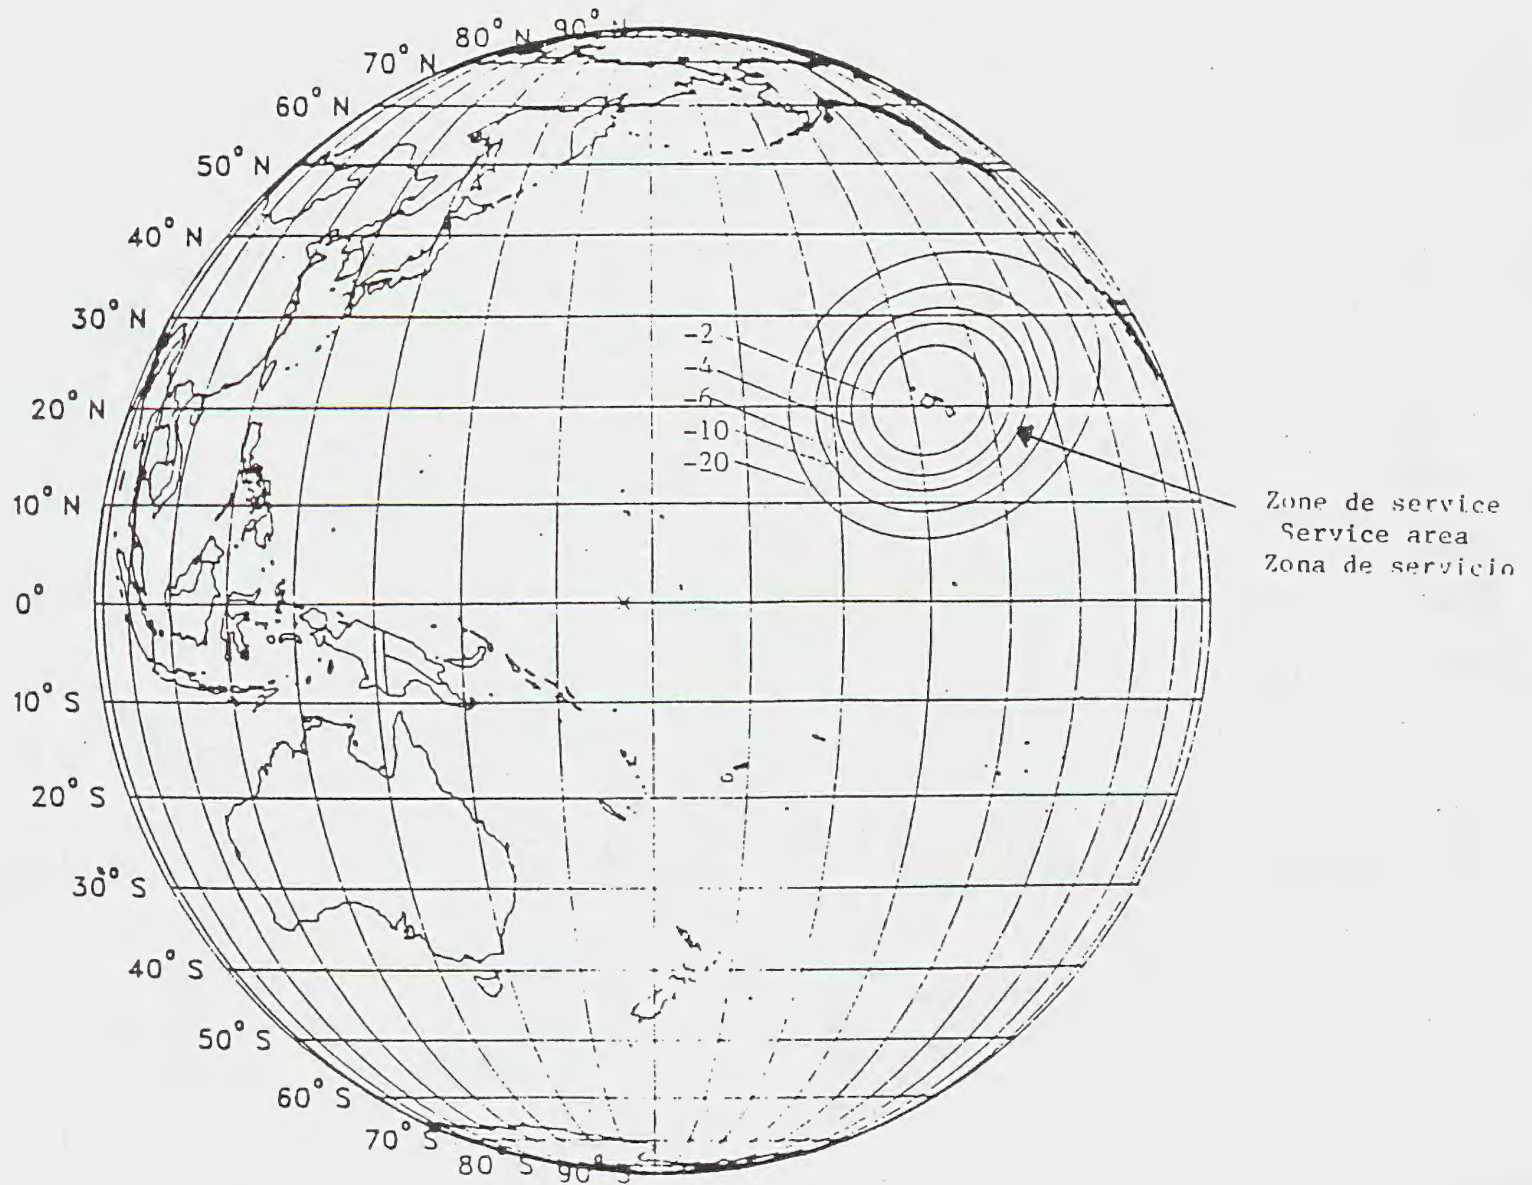 90° N
80° N
70° N
60° N
50° N
40° N
30° N
20° N
10° N
0°
10° S
20° S
30° S
40° S
50° S
60° S
70° S
80 S
90° S
-2
-4
-6
-10
-20
Zone de service
Service area
Zona de servicio